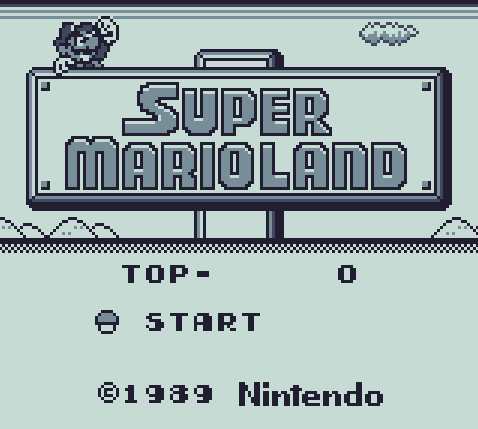 SUPER
MARIOLAND
TOP- 0
START
©1989 Nintendo